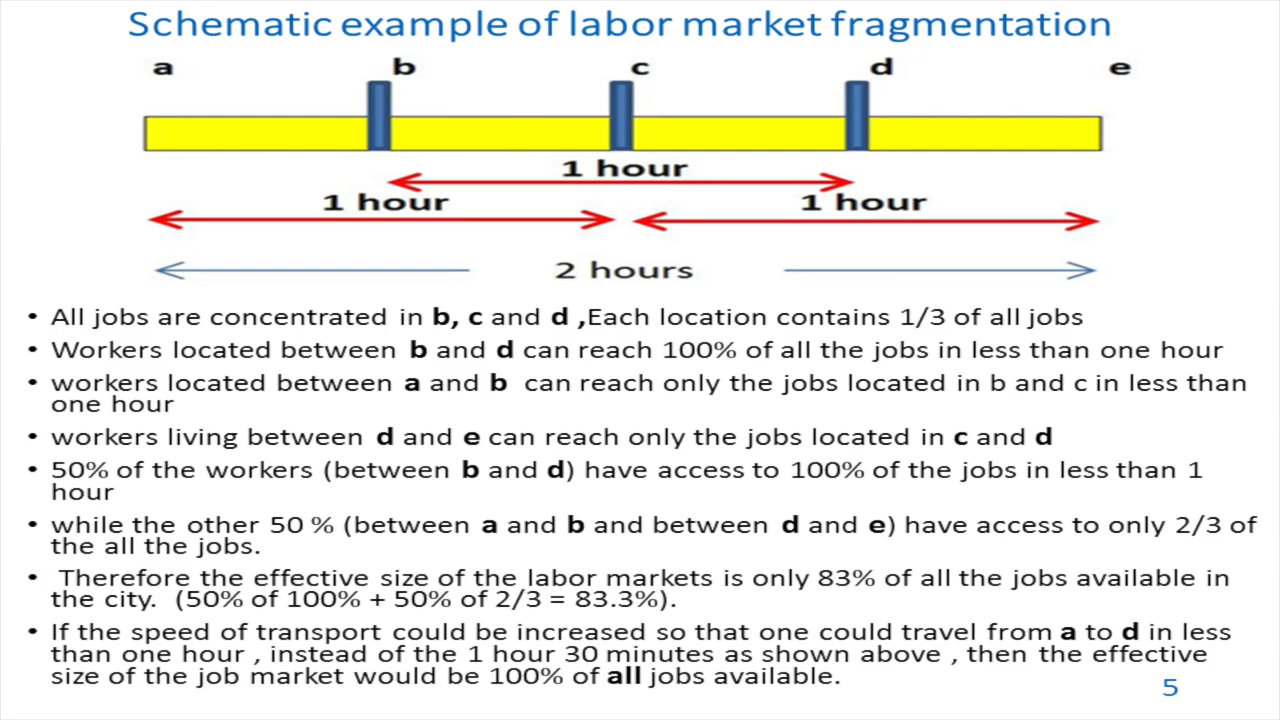 Schematic example of labor market fragmentation
a b c d e
1 hour
1 hour 1 hour
2 hours
• All jobs are concentrated in b, c and d ,Each location contains 1/3 of all jobs
• Workers located between b and d can reach 100% of all the jobs in less than one hour
• workers located between a and b can reach only the jobs located in b and c in less than
one hour
• workers living between d and e can reach only the jobs located in c and d
• 50% of the workers (between b and d) have access to 100% of the jobs in less than 1
hour
• while the other 50 % (between a and b and between d and e) have access to only 2/3 of
the all the jobs.
• Therefore the effective size of the labor markets is only 83% of all the jobs available in
the city. (50% of 100% + 50% of 2/3 = 83.3%).
• If the speed of transport could be increased so that one could travel from a to d in less
than one hour , instead of the 1 hour 30 minutes as shown above , then the effective
size of the job market would be 100% of all jobs available.
5